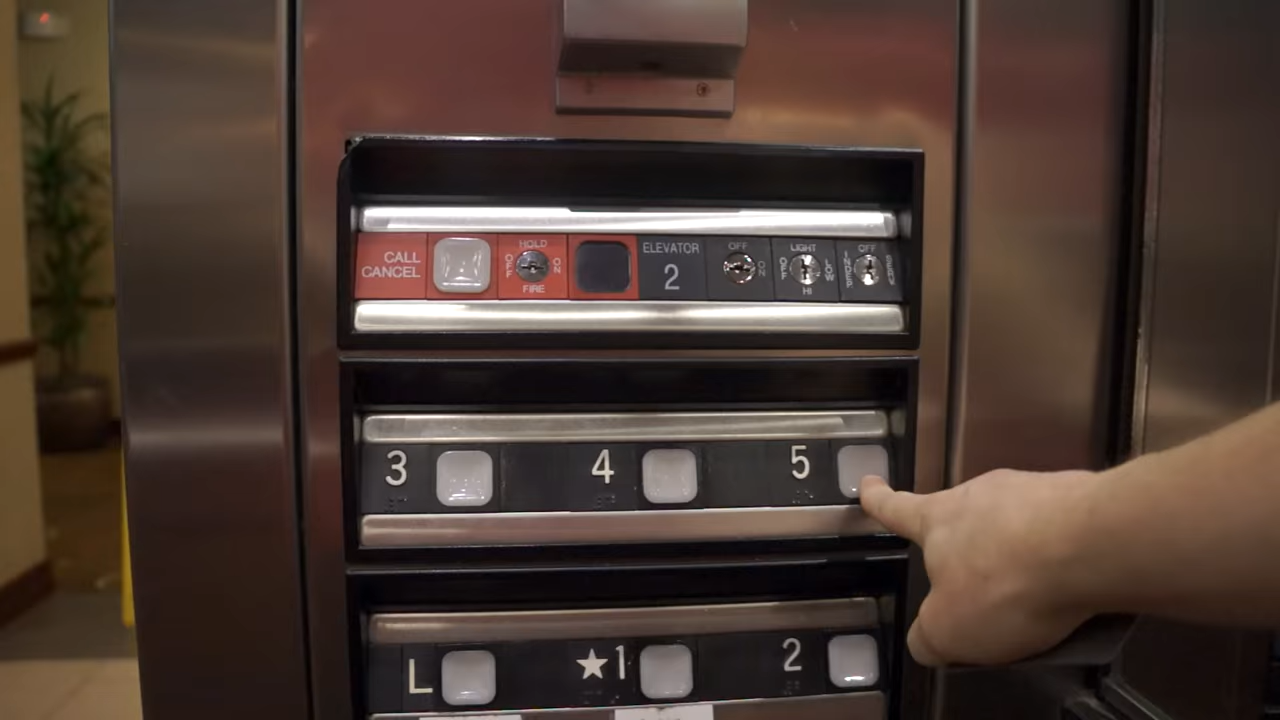 CALL
CANCEL
HOLD
OFF
ON
FIRE
ELEVATOR
2
OFF
ON
LIGHT
OFF
LOW
HI
OFF
3
4
5
L
★1
2